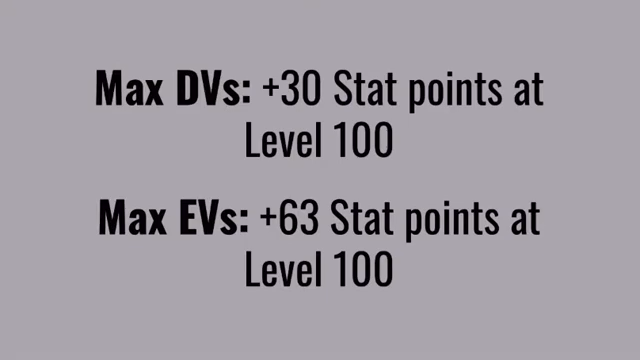 Max DVs: +30 Stat points at
Level 100
Max EVs: +63 Stat points at
Level 100